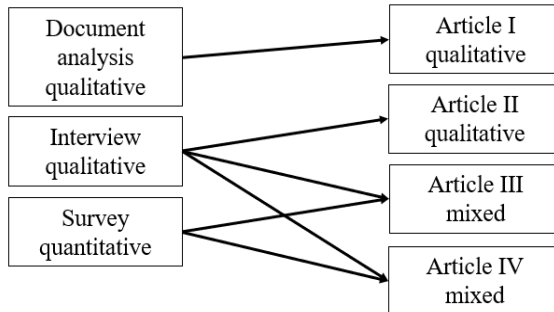 Document
analysis
qualitative
Interview
qualitative
Survey
quantitative
Article I
qualitative
Article II
qualitative
Article III
mixed
Article IV
mixed